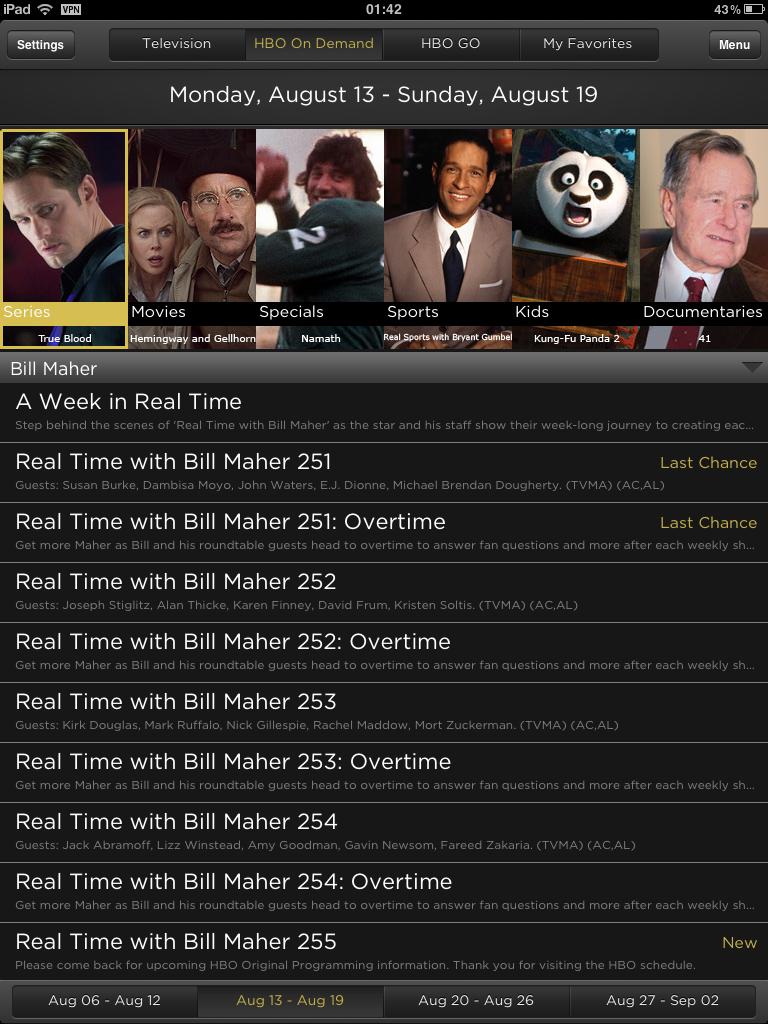 iPad VPN 01:42 43%
Settings Television HBO On Demand HBO GO My Favorites Menu
Monday, August 13 - Sunday, August 19
Series Movies Specials Sports Kids Documentaries
True Blood Hemingway and Gellhorn Namath Real Sports with Bryant Gumbel Kung-Fu Panda 2 41
Bill Maher
A Week in Real Time
Step behind the scenes of 'Real Time with Bill Maher' as the star and his staff show their week-long journey to creating eac...
Real Time with Bill Maher 251 Last Chance
Guests: Susan Burke, Dambisa Moyo, John Waters, E.J. Dionne, Michael Brendan Dougherty. (TVMA) (AC,AL)
Real Time with Bill Maher 251: Overtime Last Chance
Get more Maher as Bill and his roundtable guests head to overtime to answer fan questions and more after each weekly sh...
Real Time with Bill Maher 252
Guests: Joseph Stiglitz, Alan Thicke, Karen Finney, David Frum, Kristen Soltis. (TVMA) (AC,AL)
Real Time with Bill Maher 252: Overtime
Get more Maher as Bill and his roundtable guests head to overtime to answer fan questions and more after each weekly sh...
Real Time with Bill Maher 253
Guests: Kirk Douglas, Mark Ruffalo, Nick Gillespie, Rachel Maddow, Mort Zuckerman. (TVMA) (AC,AL)
Real Time with Bill Maher 253: Overtime
Get more Maher as Bill and his roundtable guests head to overtime to answer fan questions and more after each weekly sh...
Real Time with Bill Maher 254
Guests: Jack Abramoff, Lizz Winstead, Amy Goodman, Gavin Newsom, Fareed Zakaria. (TVMA) (AC,AL)
Real Time with Bill Maher 254: Overtime
Get more Maher as Bill and his roundtable guests head to overtime to answer fan questions and more after each weekly sh...
Real Time with Bill Maher 255 New
Please come back for upcoming HBO Original Programming information. Thank you for visiting the HBO schedule.
Aug 06 - Aug 12 Aug 13 - Aug 19 Aug 20 - Aug 26 Aug 27 - Sep 02